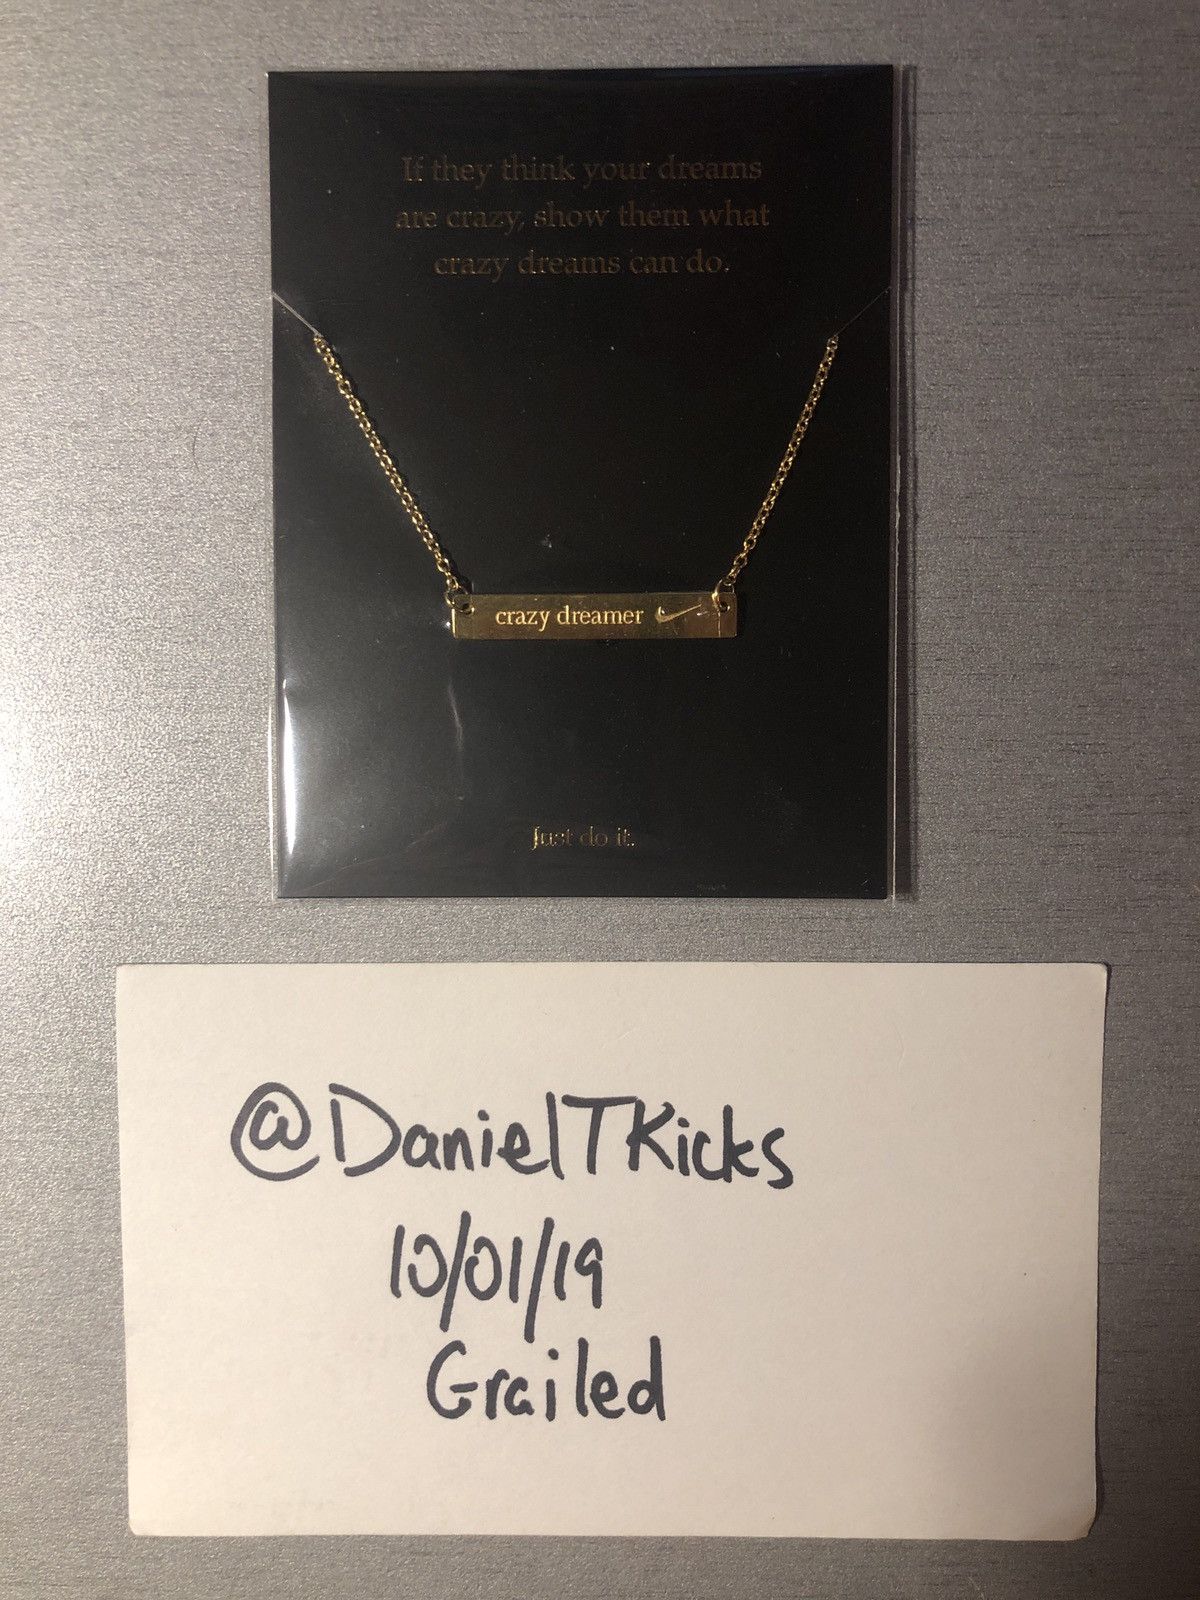 If they think your dreams
are crazy, show them what
crazy dreams can do.
crazy dreamer
Just do it.
@DanielTKicks
10/01/19
Grailed